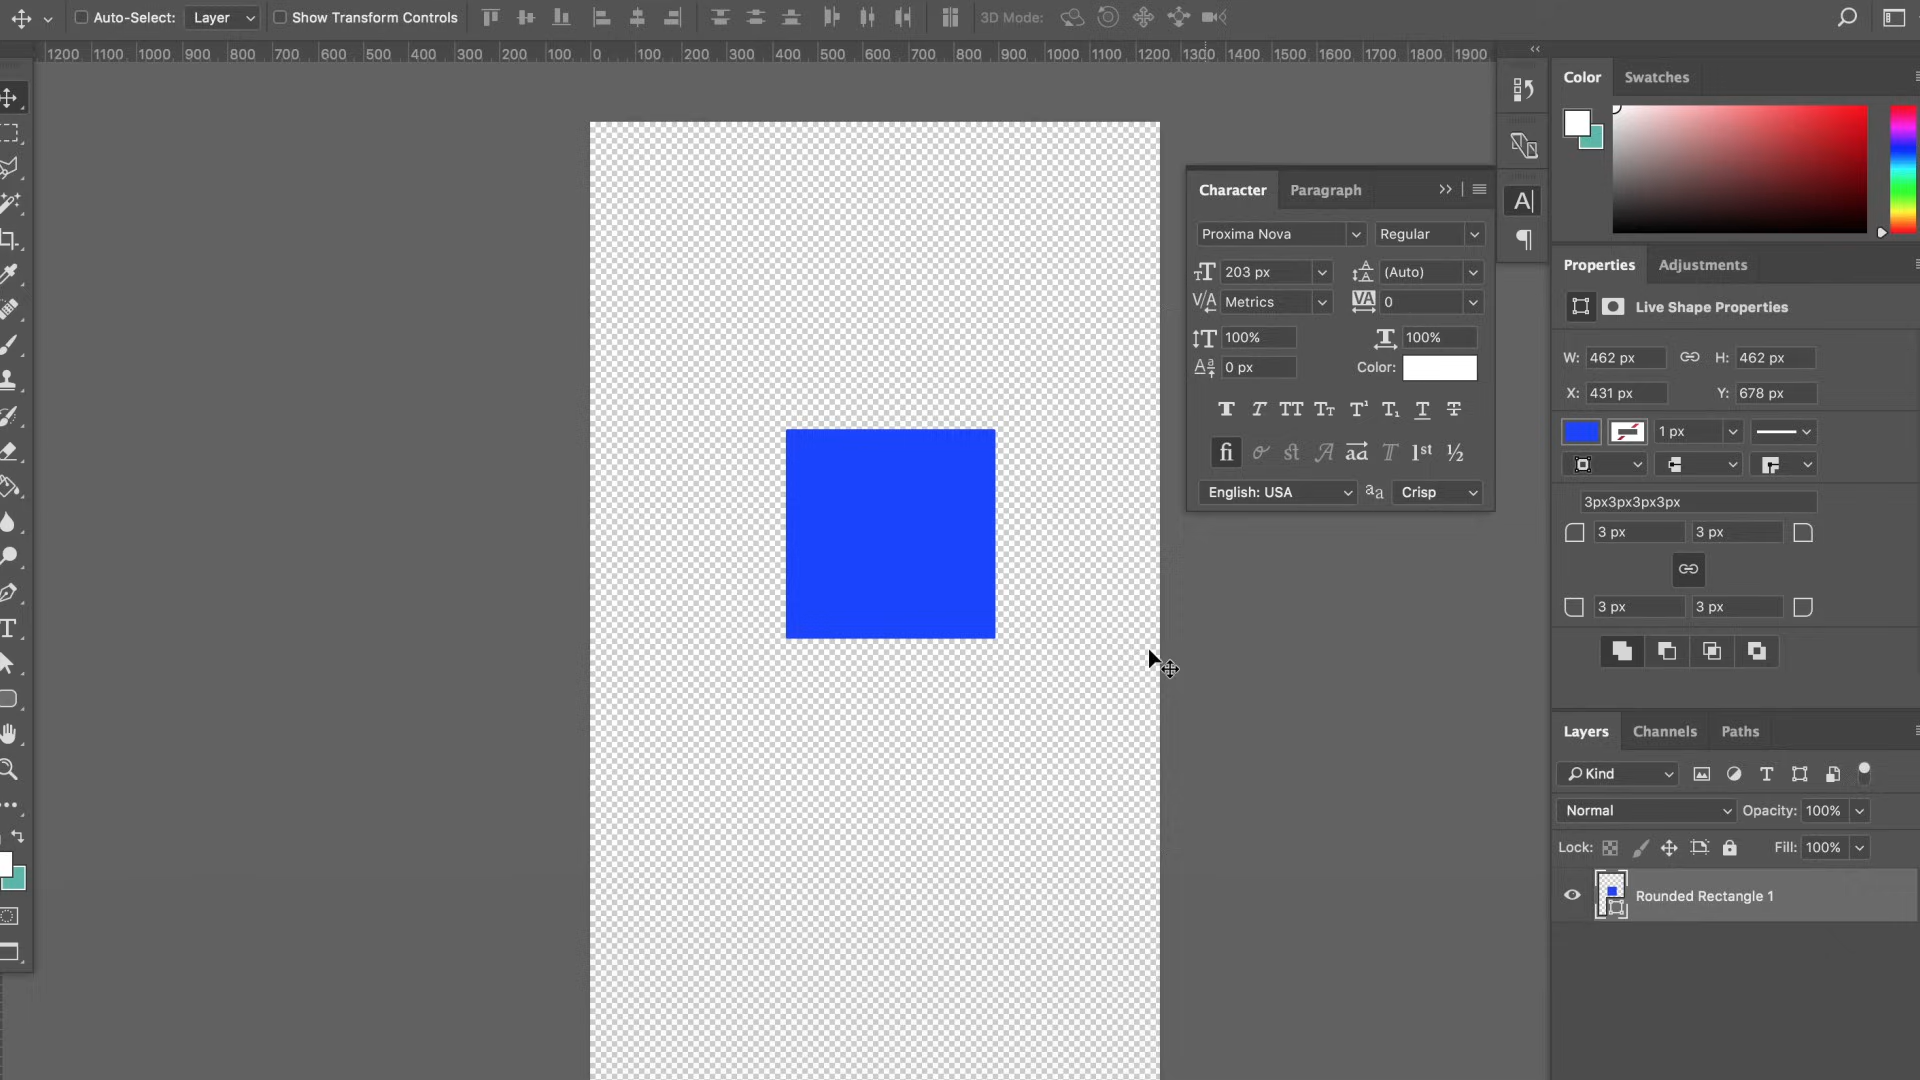 Auto-Select: Layer Show Transform Controls 3D Mode:
1200 1100 1000 900 800 700 600 500 400 300 200 100 0 100 200 300 400 500 600 700 800 900 1000 1100 1200 1300 1400 1500 1600 1700 1800 1900
Color Swatches
Character Paragraph
Proxima Nova Regular
203 px (Auto)
Metrics 0
100% 100%
0 px Color:
English: USA Crisp
Properties Adjustments
Live Shape Properties
W: 462 px H: 462 px
X: 431 px Y: 678 px
1 px
3px3px3px3px
3 px 3 px
3 px 3 px
Layers Channels Paths
Kind
Normal Opacity: 100%
Lock: Fill: 100%
Rounded Rectangle 1